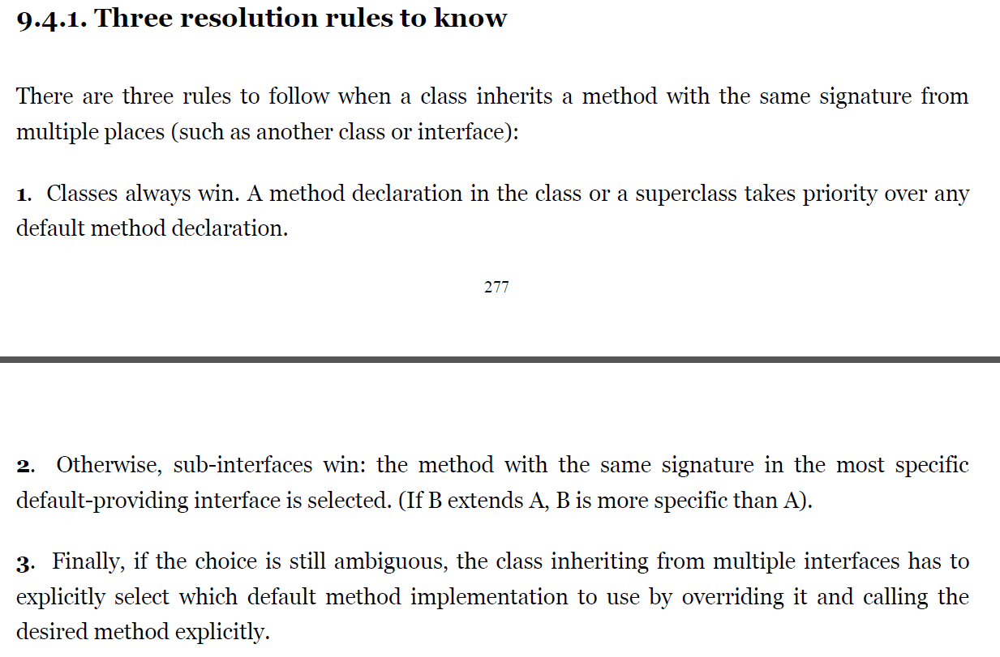 9.4.1. Three resolution rules to know
There are three rules to follow when a class inherits a method with the same signature from
multiple places (such as another class or interface):
1. Classes always win. A method declaration in the class or a superclass takes priority over any
default method declaration.
277
2. Otherwise, sub-interfaces win: the method with the same signature in the most specific
default-providing interface is selected. (If B extends A, B is more specific than A).
3. Finally, if the choice is still ambiguous, the class inheriting from multiple interfaces has to
explicitly select which default method implementation to use by overriding it and calling the
desired method explicitly.